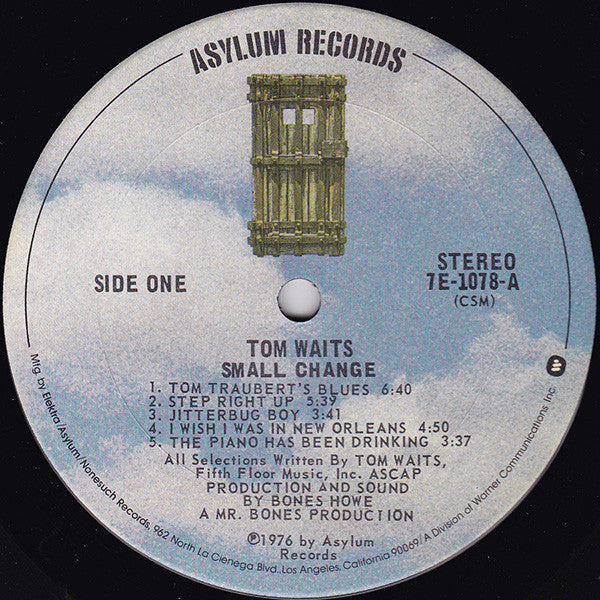 ASYLUM RECORDS
SIDE ONE
STEREO
7E-1078-A
(CSM)
TOM WAITS
SMALL CHANGE
1. TOM TRAUBERT'S BLUES 6:40
2. STEP RIGHT UP 5:39
3. JITTERBUG BOY 3:41
4. I WISH I WAS IN NEW ORLEANS 4:50
5. THE PIANO HAS BEEN DRINKING 3:37
All Selections Written By TOM WAITS,
Fifth Floor Music, Inc. ASCAP
PRODUCTION AND SOUND
BY BONES HOWE
A MR. BONES PRODUCTION
℗1976 by Asylum
Records
Mfg. by Elektra/Asylum/Nonesuch Records, 962 North La Cienega Blvd., Los Angeles, California 90069/A Division of Warner Communications Inc.